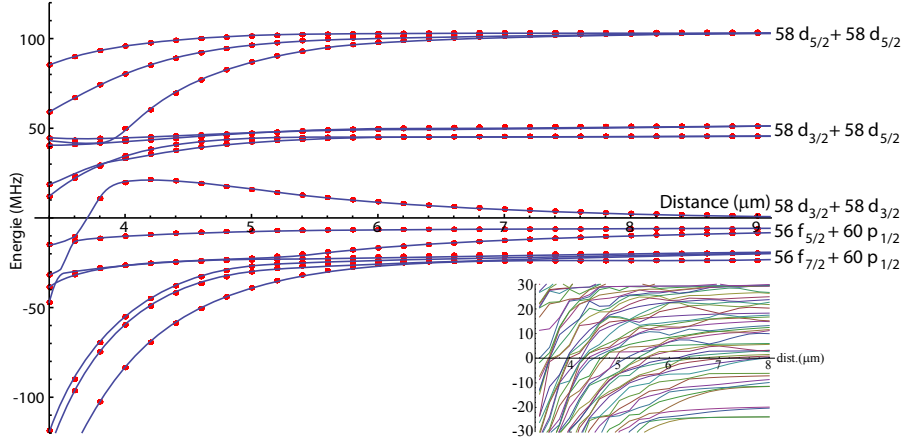 100
58 d5/2 + 58 d5/2
50
58 d3/2 + 58 d5/2
Energie (MHz)
Distance (μm)
58 d3/2 + 58 d3/2
4 5 6 7 8 9
56 f5/2 + 60 p1/2
56 f7/2 + 60 p1/2
-50
-100
30
20
10
0
4 5 6 7 8
dist.(μm)
-10
-20
-30